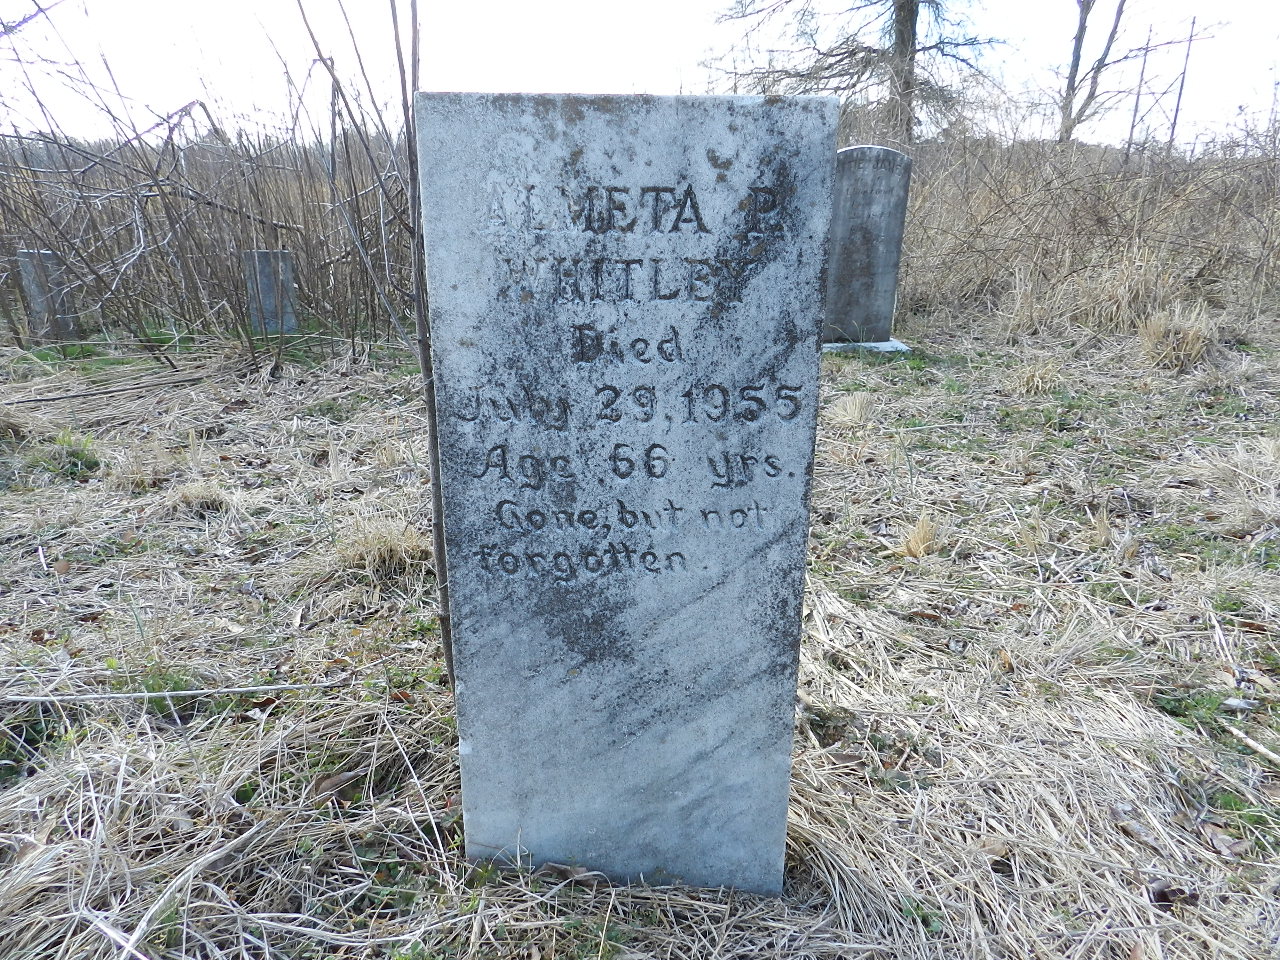 ALMETA P.
WHITLEY
Died
July 29, 1955
Age 66 yrs.
Gone, but not
forgotten.